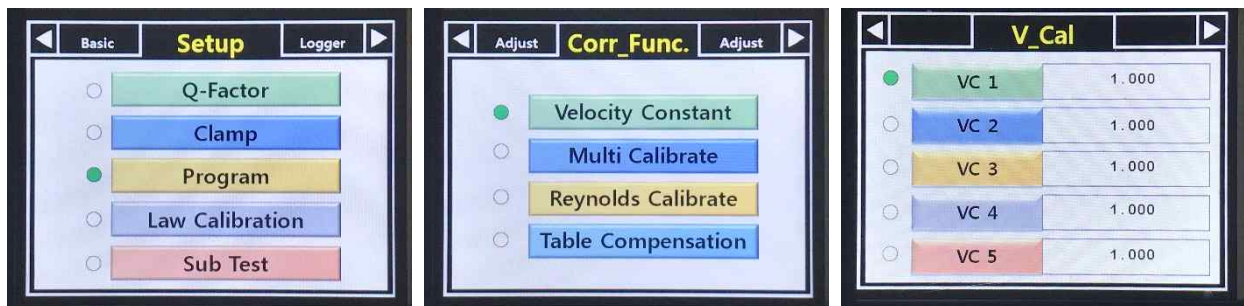 Basic Setup Logger
Q-Factor
Clamp
Program
Law Calibration
Sub Test
Adjust Corr_Func. Adjust
Velocity Constant
Multi Calibrate
Reynolds Calibrate
Table Compensation
V_Cal
VC 1 1.000
VC 2 1.000
VC 3 1.000
VC 4 1.000
VC 5 1.000